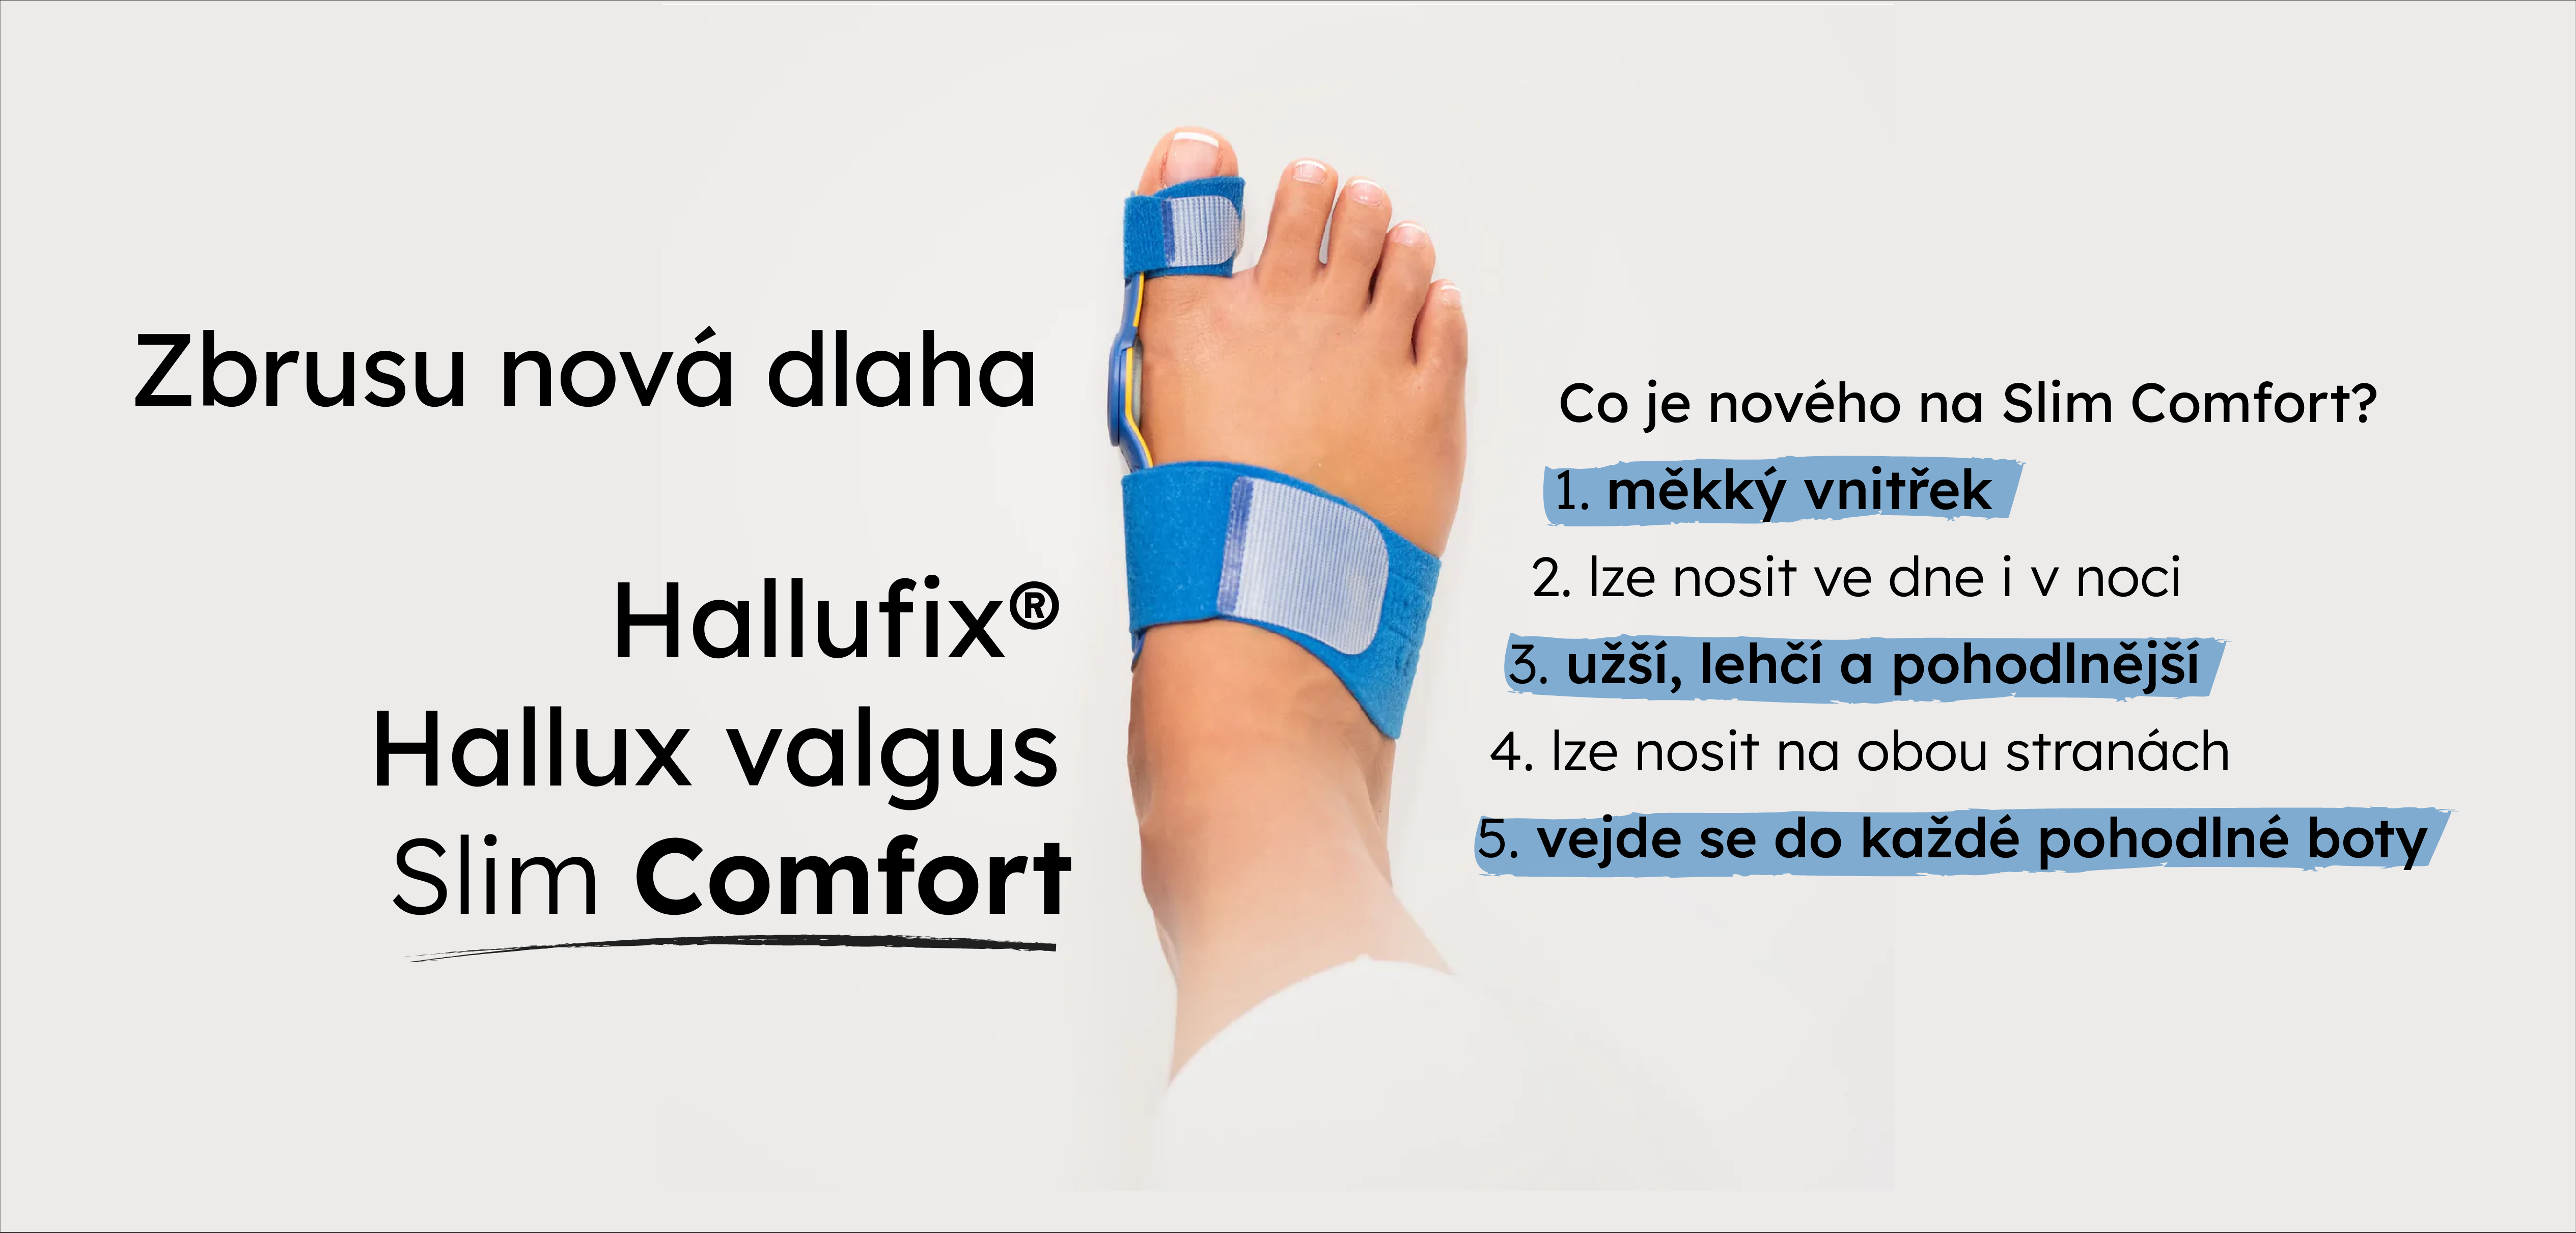 Zbrusu nová dlaha
Hallufix®
Hallux valgus
Slim Comfort
Co je nového na Slim Comfort?
1. měkký vnitřek
2. lze nosit ve dne i v noci
3. užší, lehčí a pohodlnější
4. lze nosit na obou stranách
5. vejde se do každé pohodlné boty